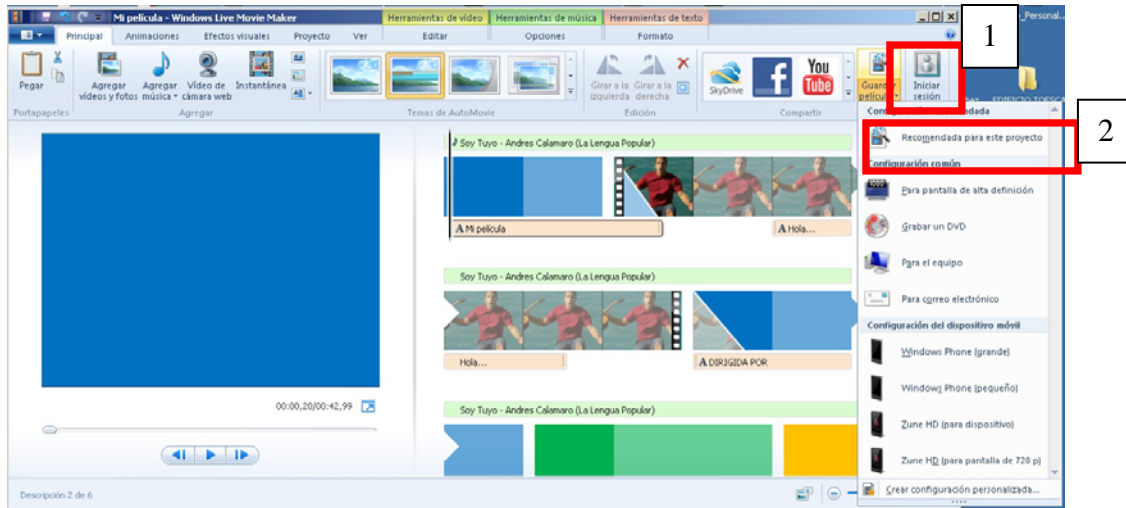 Mi película - Windows Live Movie Maker
Herramientas de vídeo
Herramientas de música
Herramientas de texto
_Personal...
1
Principal
Animaciones
Efectos visuales
Proyecto
Ver
Editar
Opciones
Formato
Pegar
Agregar
vídeos y fotos
Agregar
música
Vídeo de
cámara web
Instantánea
Girar a la
izquierda
Girar a la
derecha
SkyDrive
f
You
Tube
Guardar
película
Iniciar
sesión
Portapapeles
Agregar
Temas de AutoMovie
Edición
Compartir
2
Recomendada para este proyecto
Configuración común
Para pantalla de alta definición
Grabar un DVD
Para el equipo
Para correo electrónico
Configuración del dispositivo móvil
Windows Phone (grande)
Windows Phone (pequeño)
Zune HD (para dispositivo)
Zune HD (para pantalla de 720 p)
Crear configuración personalizada...
Soy Tuyo - Andres Calamaro (La Lengua Popular)
A Mi película
A Hola...
Soy Tuyo - Andres Calamaro (La Lengua Popular)
Hola...
A DIRIGIDA POR
00:00,20/00:42,99
Soy Tuyo - Andres Calamaro (La Lengua Popular)
Descripción 2 de 6